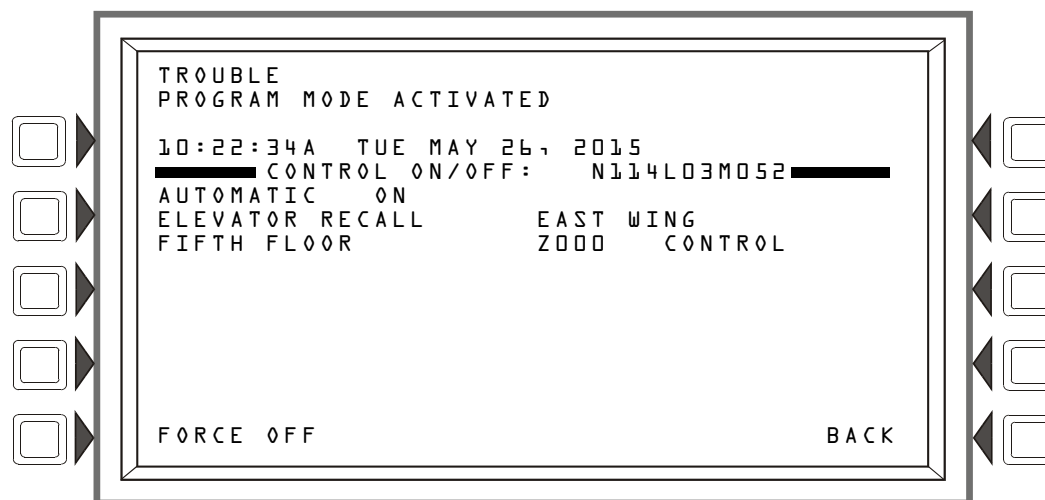 TROUBLE
PROGRAM MODE ACTIVATED
10:22:34A TUE MAY 26, 2015
CONTROL ON/OFF: N114L03M052
AUTOMATIC ON
ELEVATOR RECALL EAST WING
FIFTH FLOOR Z000 CONTROL
FORCE OFF BACK